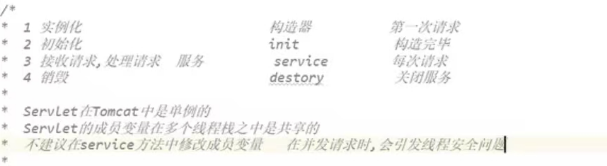 /*
* 1 实例化 构造器 第一次请求
* 2 初始化 init 构造完毕
* 3 接收请求,处理请求 服务 service 每次请求
* 4 销毁 destory 关闭服务
*
* Servlet在Tomcat中是单例的
* Servlet的成员变量在多个线程栈之中是共享的
* 不建议在service方法中修改成员变量 在并发请求时,会引发线程安全问题
*